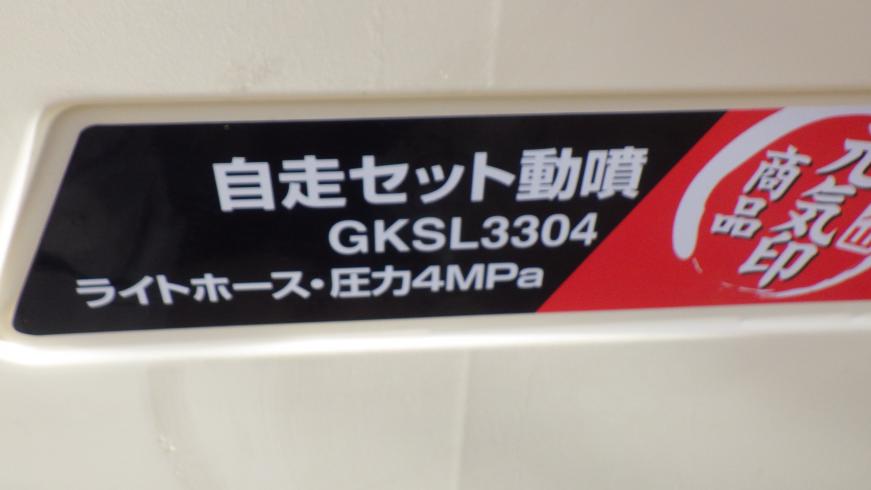 自走セット動噴
GKSL3304
ライトホース・圧力4MPa
元気印
商品